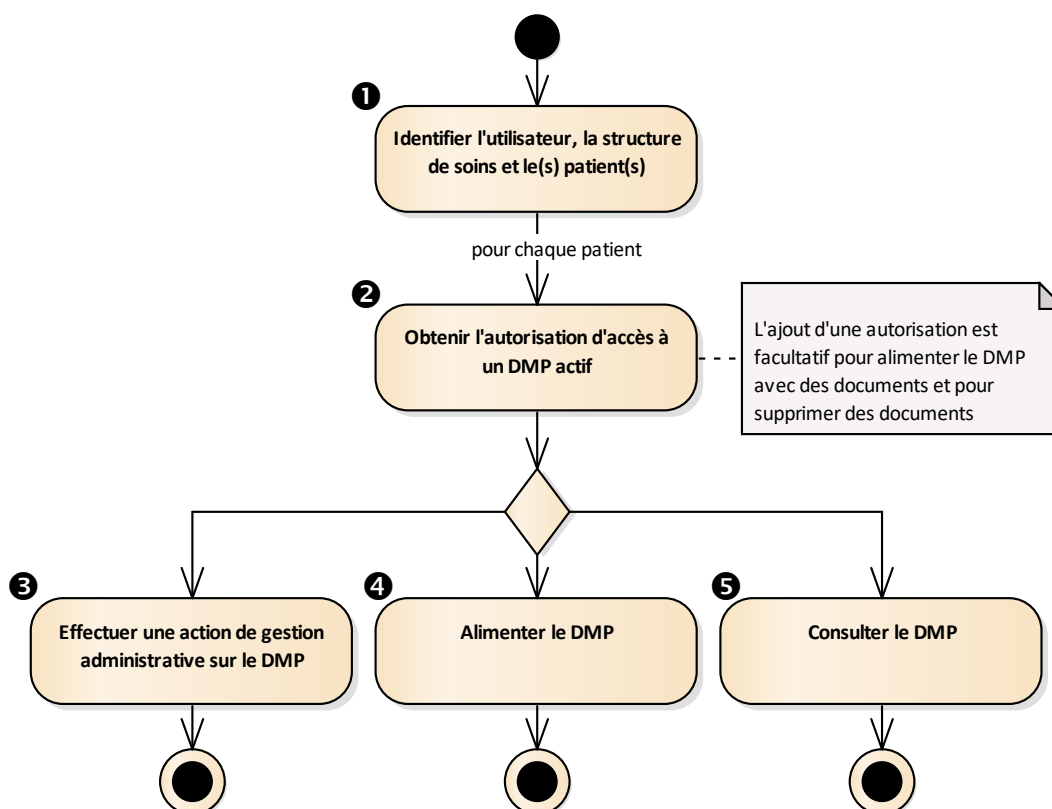 ❶
Identifier l'utilisateur, la structure
de soins et le(s) patient(s)
pour chaque patient
❷
Obtenir l'autorisation d'accès à
un DMP actif
L'ajout d'une autorisation est
facultatif pour alimenter le DMP
avec des documents et pour
supprimer des documents
❸
Effectuer une action de gestion
administrative sur le DMP
❹
Alimenter le DMP
❺
Consulter le DMP